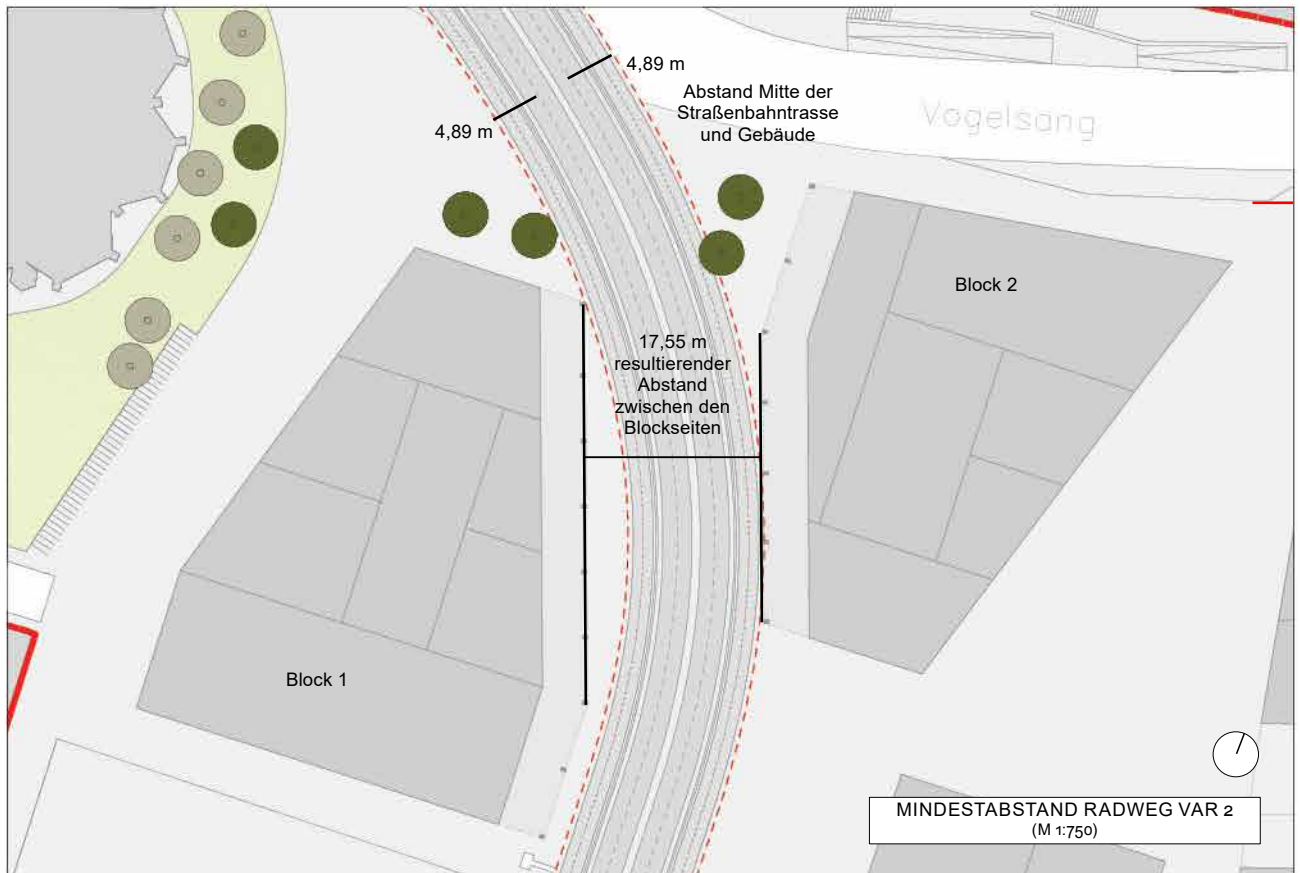 4,89 m
4,89 m
Abstand Mitte der
Straßenbahntrasse
und Gebäude
Vogelsang
Block 2
17,55 m
resultierender
Abstand
zwischen den
Blockseiten
Block 1
MINDESTABSTAND RADWEG VAR 2
(M 1:750)